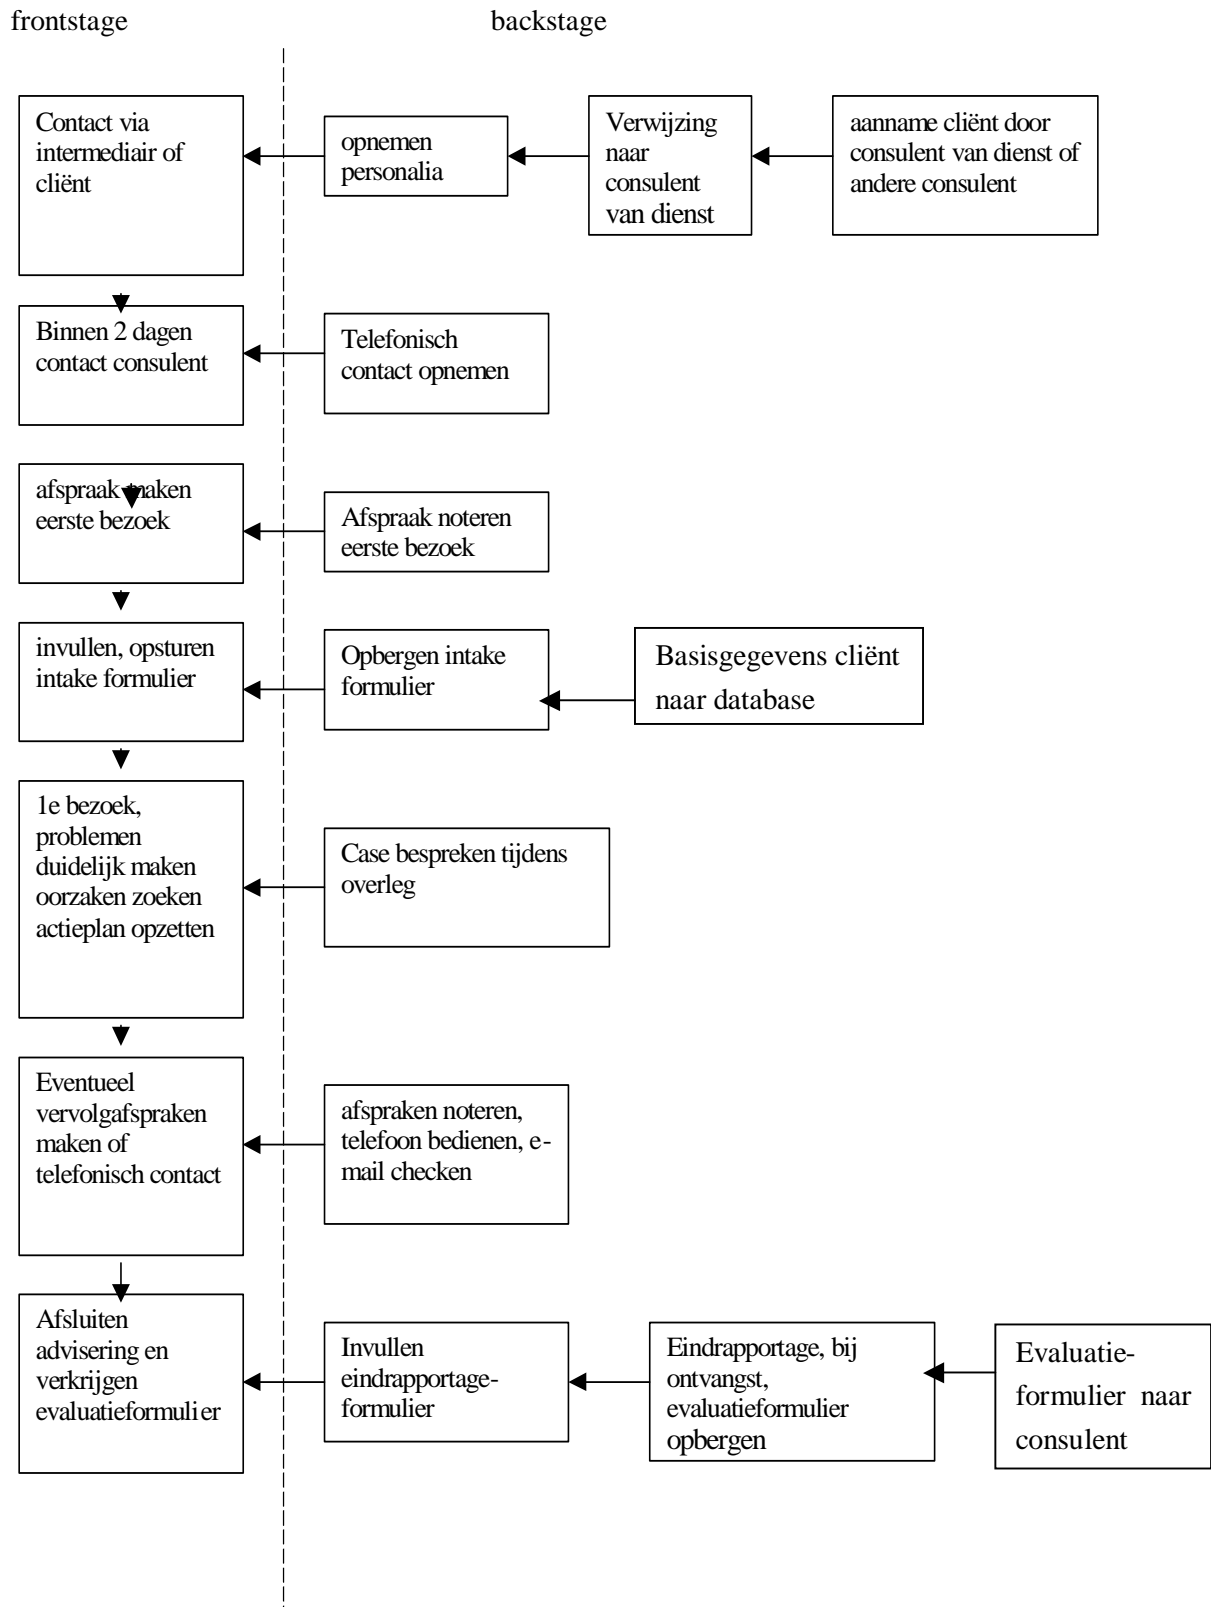 frontstage
backstage
Contact via
intermediair of
cliënt
opnemen
personalia
Verwijzing
naar
consulent
van dienst
aanname cliënt door
consulent van dienst of
andere consulent
Binnen 2 dagen
contact consulent
Telefonisch
contact opnemen
afspraak maken
eerste bezoek
Afspraak noteren
eerste bezoek
invullen, opsturen
intake formulier
Opbergen intake
formulier
Basisgegevens cliënt
naar database
1e bezoek,
problemen
duidelijk maken
oorzaken zoeken
actieplan opzetten
Case bespreken tijdens
overleg
Eventueel
vervolgafspraken
maken of
telefonisch contact
afspraken noteren,
telefoon bedienen, e-
mail checken
Afsluiten
advisering en
verkrijgen
evaluatieformulier
Invullen
eindrapportage-
formulier
Eindrapportage, bij
ontvangst,
evaluatieformulier
opbergen
Evaluatie-
formulier naar
consulent